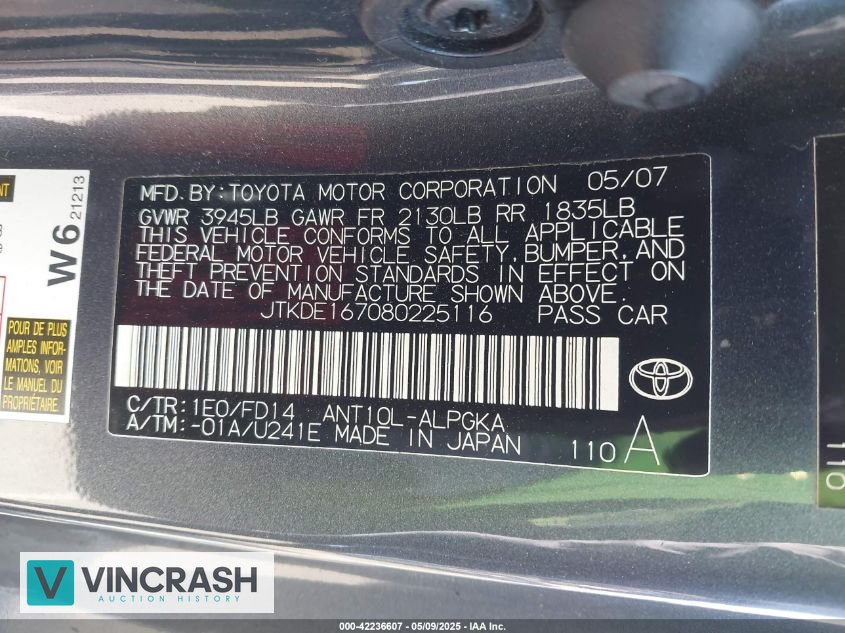 MFD. BY: TOYOTA MOTOR CORPORATION 05/07
GVWR 3945LB GAWR FR 2130LB RR 1835LB
THIS VEHICLE CONFORMS TO ALL APPLICABLE
FEDERAL MOTOR VEHICLE SAFETY, BUMPER, AND
THEFT PREVENTION STANDARDS IN EFFECT ON
THE DATE OF MANUFACTURE SHOWN ABOVE.
JTKDE167080225116 PASS CAR
C/TR: 1E0/FD14 ANT10L-ALPGKA
A/TM: -01A/U241E MADE IN JAPAN
110 A
W6 21213
POUR DE PLUS
AMPLES
INFOR-
MATIONS, VOIR
LE MANUEL DU
PROPRIÉTAIRE
110
VINCRASH
AUCTION HISTORY
000-42236607 - 05/09/2025 - IAA Inc.